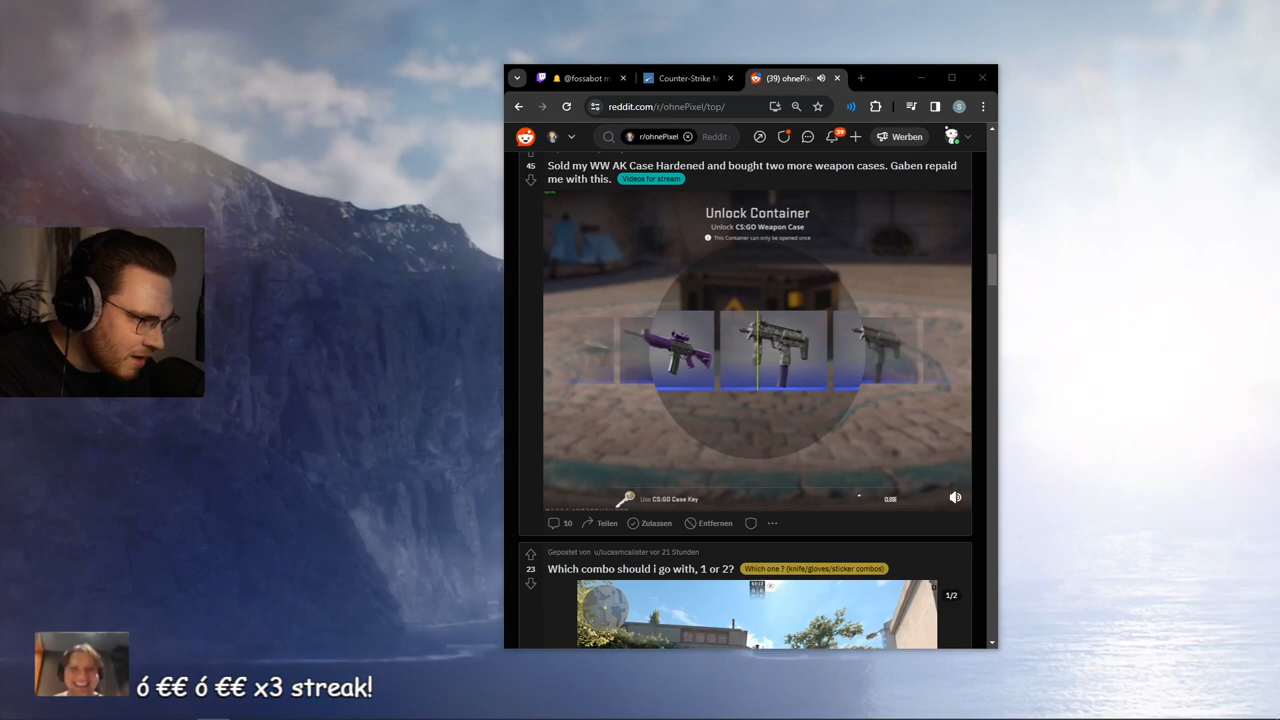 @fossabot m
Counter-Strike M
(39) ohnePix
reddit.com/r/ohnePixel/top/
S
r/ohnePixel
Reddit
39
Werben
45
Sold my WW AK Case Hardened and bought two more weapon cases. Gaben repaid
me with this. Videos for stream
Unlock Container
Unlock CS:GO Weapon Case
This Container can only be opened once
Use CS:GO Case Key
CLOSE
10 Teilen Zulassen Entfernen
Gepostet von u/lucasmcalister vor 21 Stunden
23
Which combo should i go with, 1 or 2? Which one ? (knife/gloves/sticker combos)
1/2
ó €€ ó €€ x3 streak!